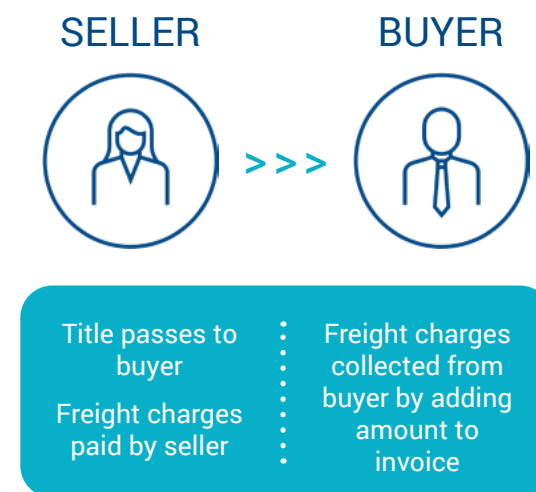 SELLER
BUYER
>>>
Title passes to
buyer
Freight charges
paid by seller
Freight charges
collected from
buyer by adding
amount to
invoice